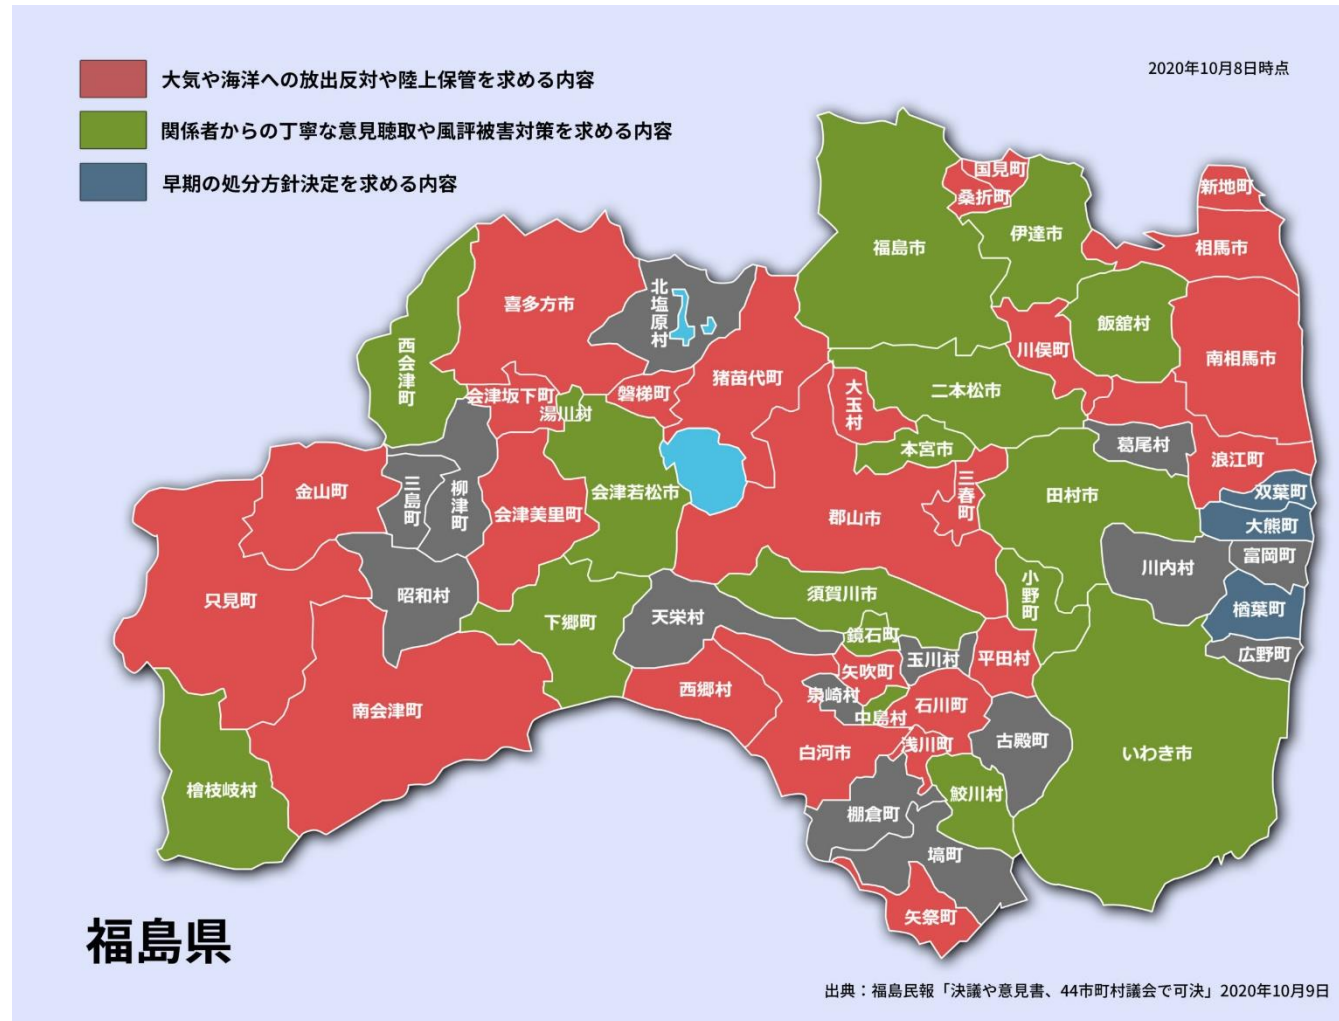 大気や海洋への放出反対や陸上保管を求める内容
関係者からの丁寧な意見聴取や風評被害対策を求める内容
早期の処分方針決定を求める内容
2020年10月8日時点
国見町
桑折町
新地町
福島市
伊達市
相馬市
喜多方市
北塩原村
飯舘村
西会津町
猪苗代町
川俣町
南相馬市
会津坂下町
磐梯町
大玉村
二本松市
湯川村
本宮市
葛尾村
浪江町
金山町
三島町
柳津町
会津美里町
会津若松市
郡山市
三春町
田村市
双葉町
大熊町
富岡町
川内村
只見町
昭和村
下郷町
天栄村
須賀川市
小野町
楢葉町
鏡石町
玉川村
平田村
広野町
南会津町
西郷村
矢吹町
泉崎村
中島村
石川町
白河市
浅川町
古殿町
いわき市
檜枝岐村
棚倉町
鮫川村
塙町
矢祭町
福島県
出典：福島民報「決議や意見書、44市町村議会で可決」2020年10月9日